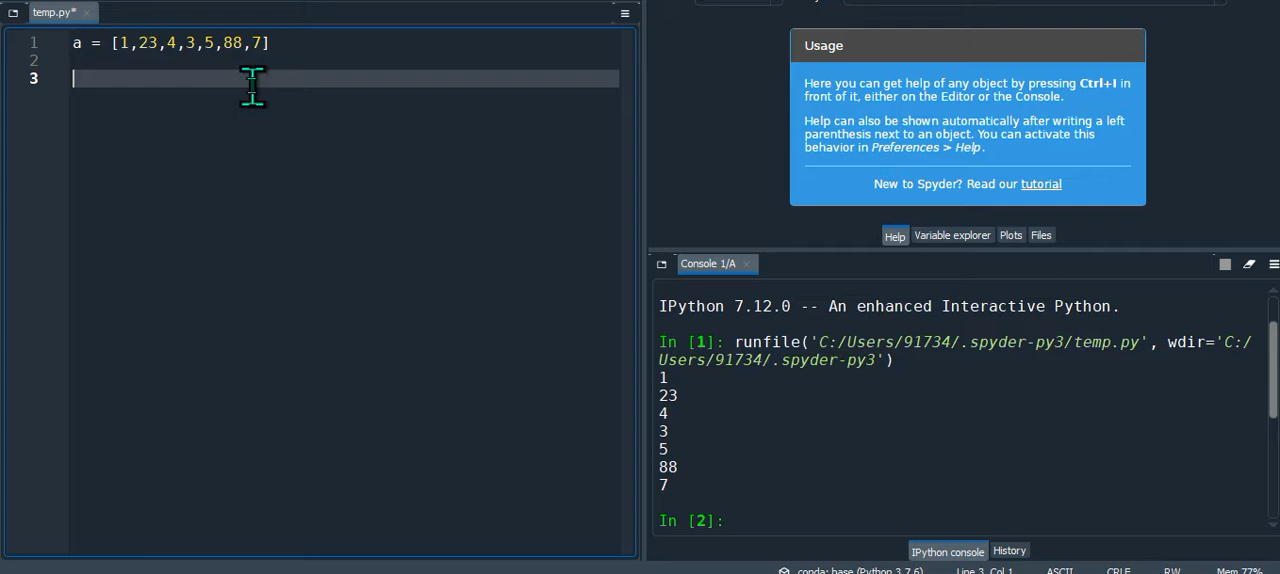 temp.py*
1 a = [1,23,4,3,5,88,7]
2
3
Usage
Here you can get help of any object by pressing Ctrl+I in
front of it, either on the Editor or the Console.
Help can also be shown automatically after writing a left
parenthesis next to an object. You can activate this
behavior in Preferences > Help.
New to Spyder? Read our tutorial
Help Variable explorer Plots Files
Console 1/A
IPython 7.12.0 -- An enhanced Interactive Python.
In [1]: runfile('C:/Users/91734/.spyder-py3/temp.py', wdir='C:/
Users/91734/.spyder-py3')
1
23
4
3
5
88
7
In [2]:
IPython console History
conda: base (Python 3.7.6) Line 3, Col 1 ASCII CRLF RW Mem 77%